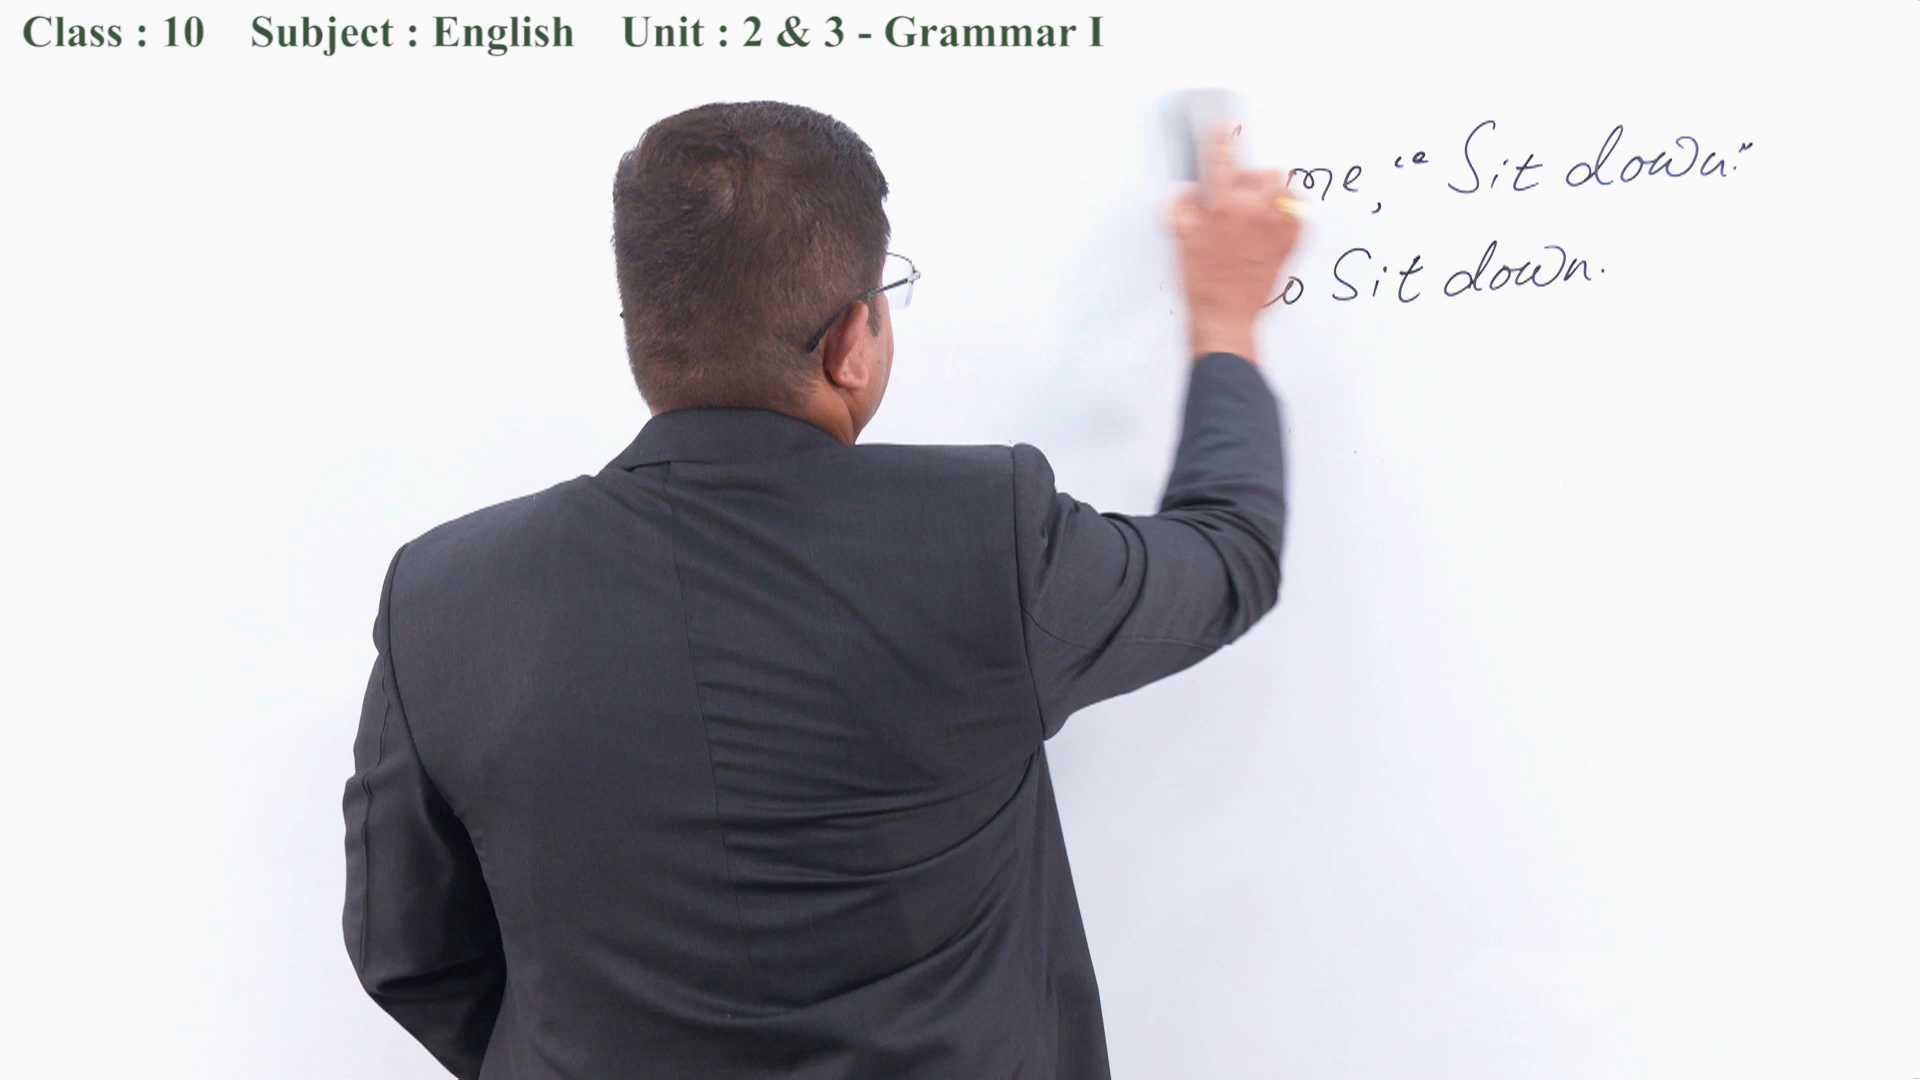 Class : 10 Subject : English Unit : 2 & 3 - Grammar I
me, “ Sit down.”
Sit down.